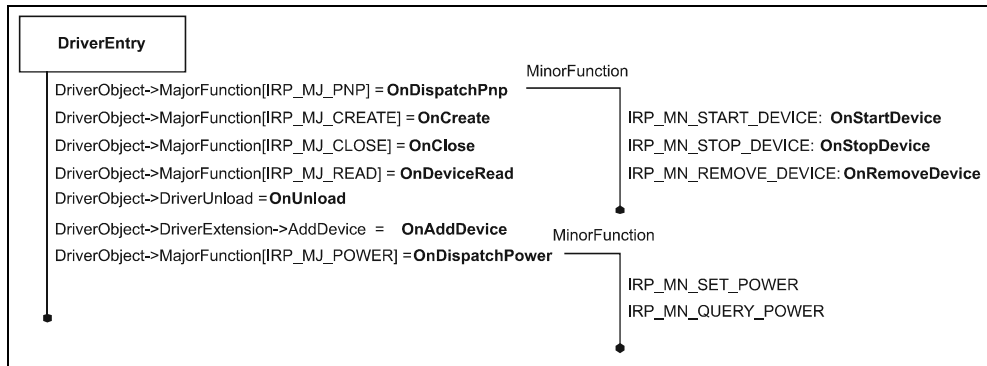 DriverEntry
MinorFunction
DriverObject->MajorFunction[IRP_MJ_PNP] = OnDispatchPnp
DriverObject->MajorFunction[IRP_MJ_CREATE] = OnCreate
IRP_MN_START_DEVICE: OnStartDevice
DriverObject->MajorFunction[IRP_MJ_CLOSE] = OnClose
IRP_MN_STOP_DEVICE: OnStopDevice
DriverObject->MajorFunction[IRP_MJ_READ] = OnDeviceRead
IRP_MN_REMOVE_DEVICE: OnRemoveDevice
DriverObject->DriverUnload = OnUnload
DriverObject->DriverExtension->AddDevice = OnAddDevice
MinorFunction
DriverObject->MajorFunction[IRP_MJ_POWER] = OnDispatchPower
IRP_MN_SET_POWER
IRP_MN_QUERY_POWER